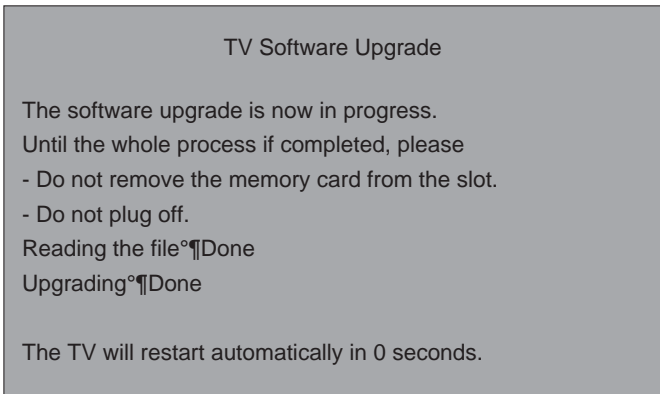 TV Software Upgrade
The software upgrade is now in progress.
Until the whole process if completed, please
- Do not remove the memory card from the slot.
- Do not plug off.
Reading the file°¶Done
Upgrading°¶Done
The TV will restart automatically in 0 seconds.